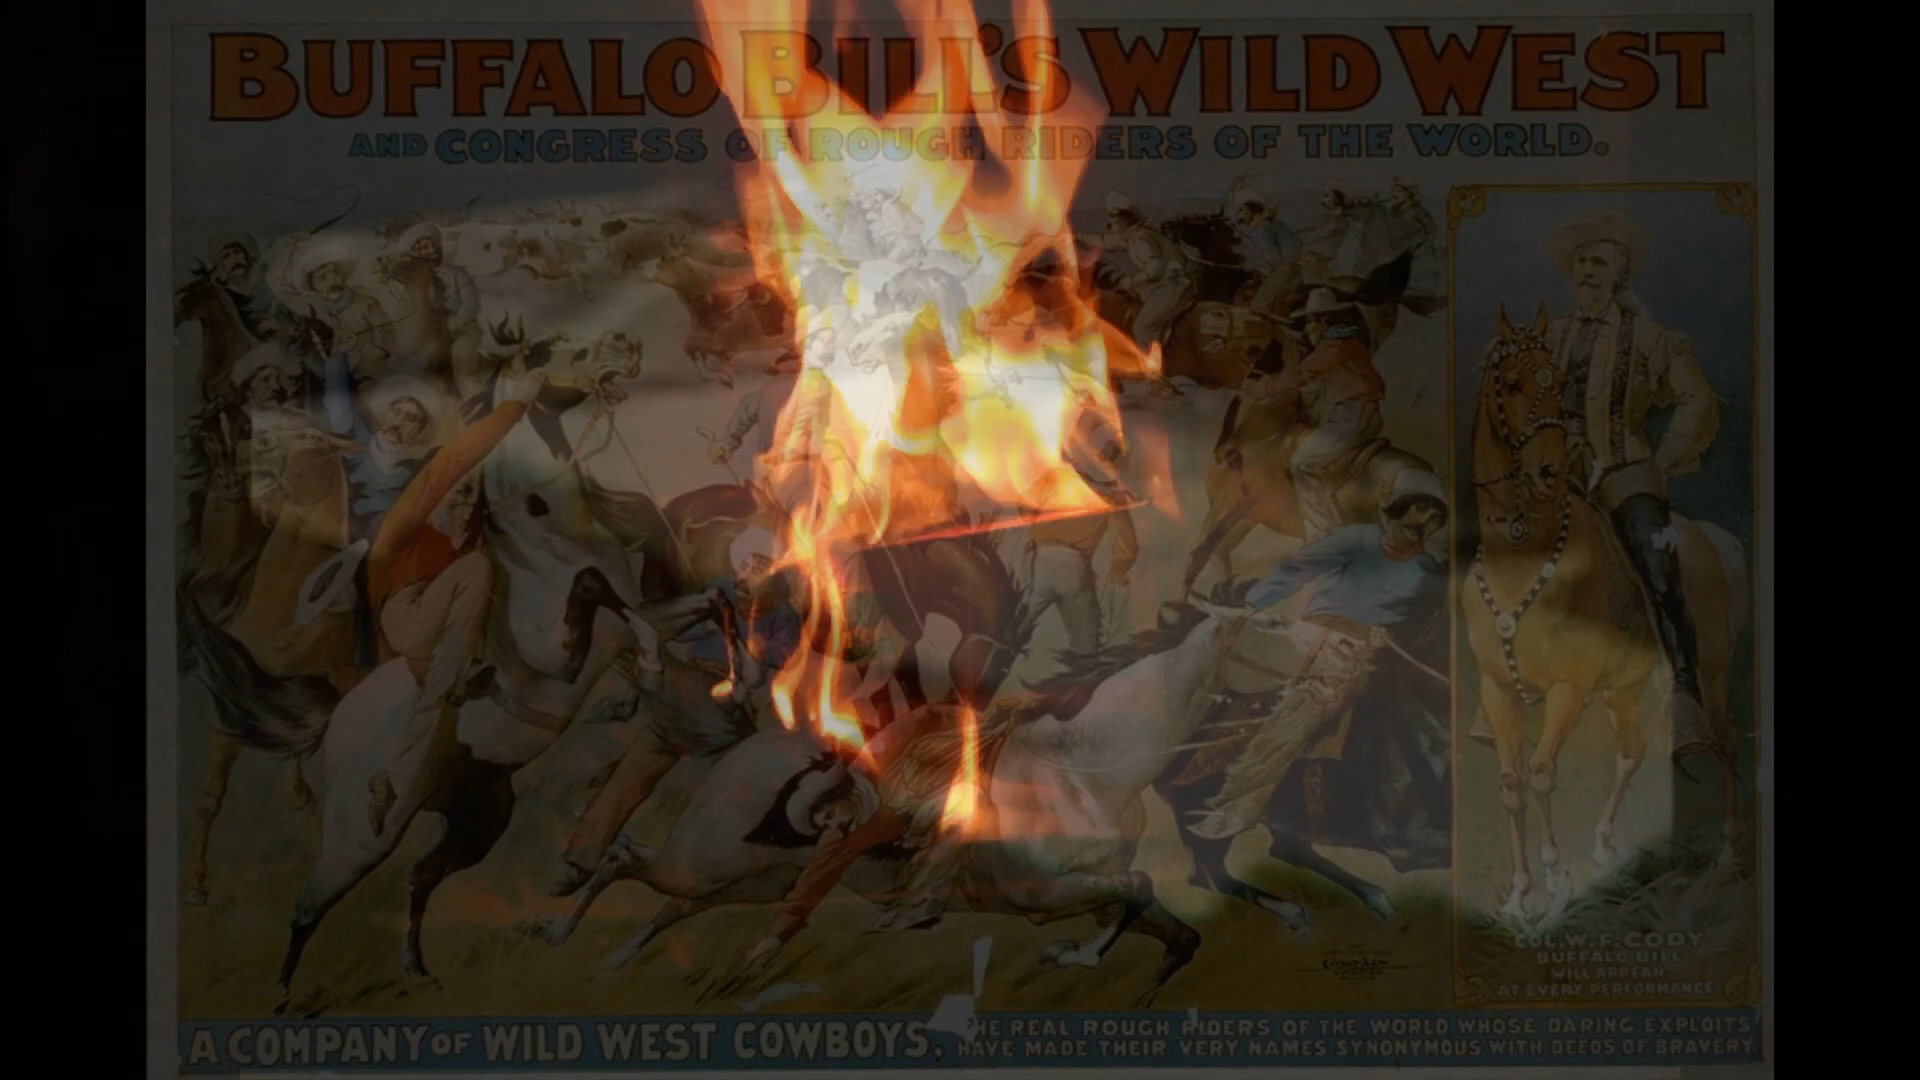 BUFFALO BILL'S WILD WEST
AND CONGRESS OF ROUGH RIDERS OF THE WORLD.
COL. W. F. CODY
BUFFALO BILL
WILL APPEAR
AT EVERY PERFORMANCE
A COMPANY OF WILD WEST COWBOYS,
THE REAL ROUGH RIDERS OF THE WORLD WHOSE DARING EXPLOITS
HAVE MADE THEIR VERY NAMES SYNONYMOUS WITH DEEDS OF BRAVERY.